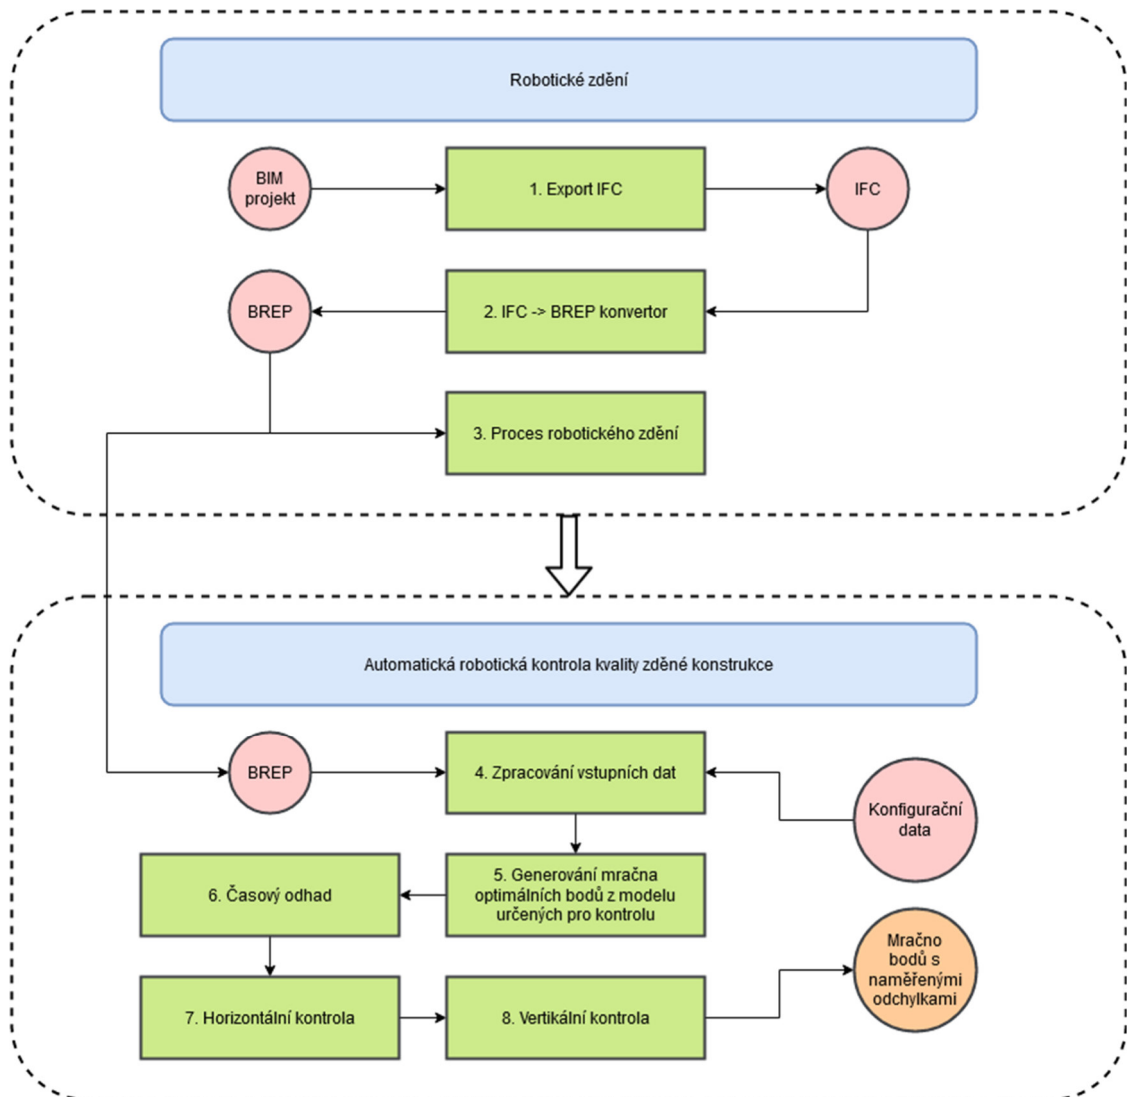 Robotické zdění
BIM
projekt
1. Export IFC
IFC
BREP
2. IFC -> BREP konvertor
3. Proces robotického zdění
Automatická robotická kontrola kvality zděné konstrukce
BREP
4. Zpracování vstupních dat
Konfigurační
data
6. Časový odhad
5. Generování mračna
optimálních bodů z modelu
určených pro kontrolu
Mračno
bodů s
naměřenými
odchylkami
7. Horizontální kontrola
8. Vertikální kontrola